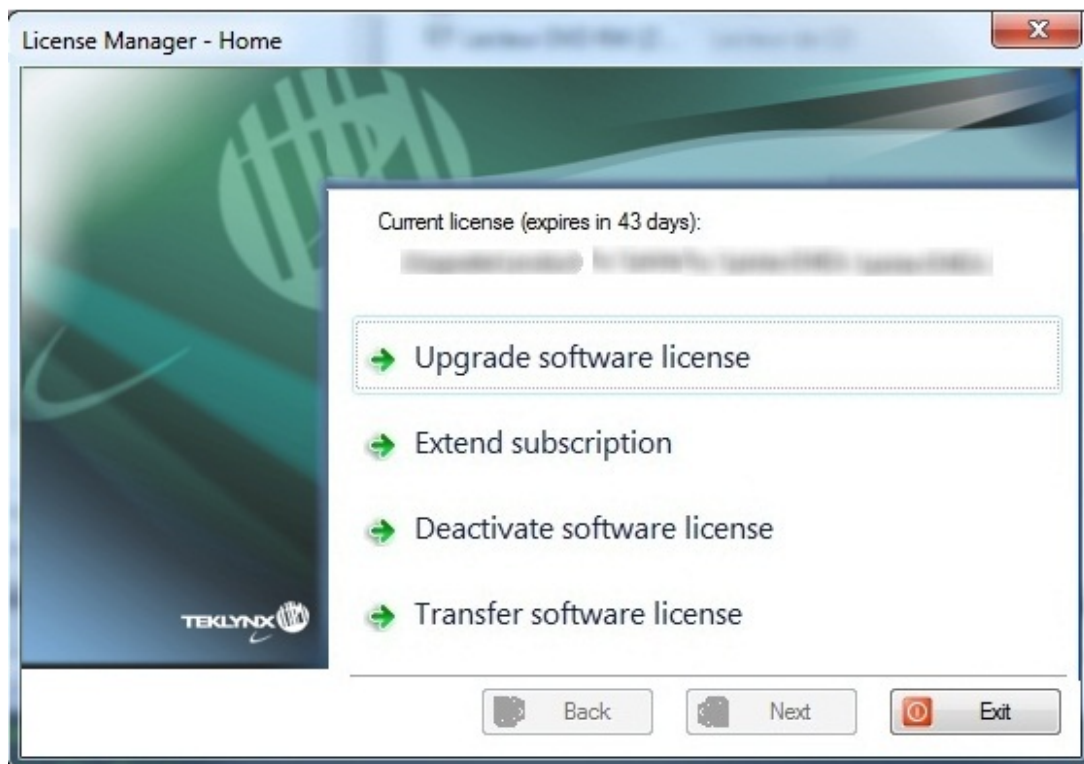 License Manager - Home
Current license (expires in 43 days):
Upgrade software license
Extend subscription
Deactivate software license
Transfer software license
TEKLYNX
Back
Next
Exit